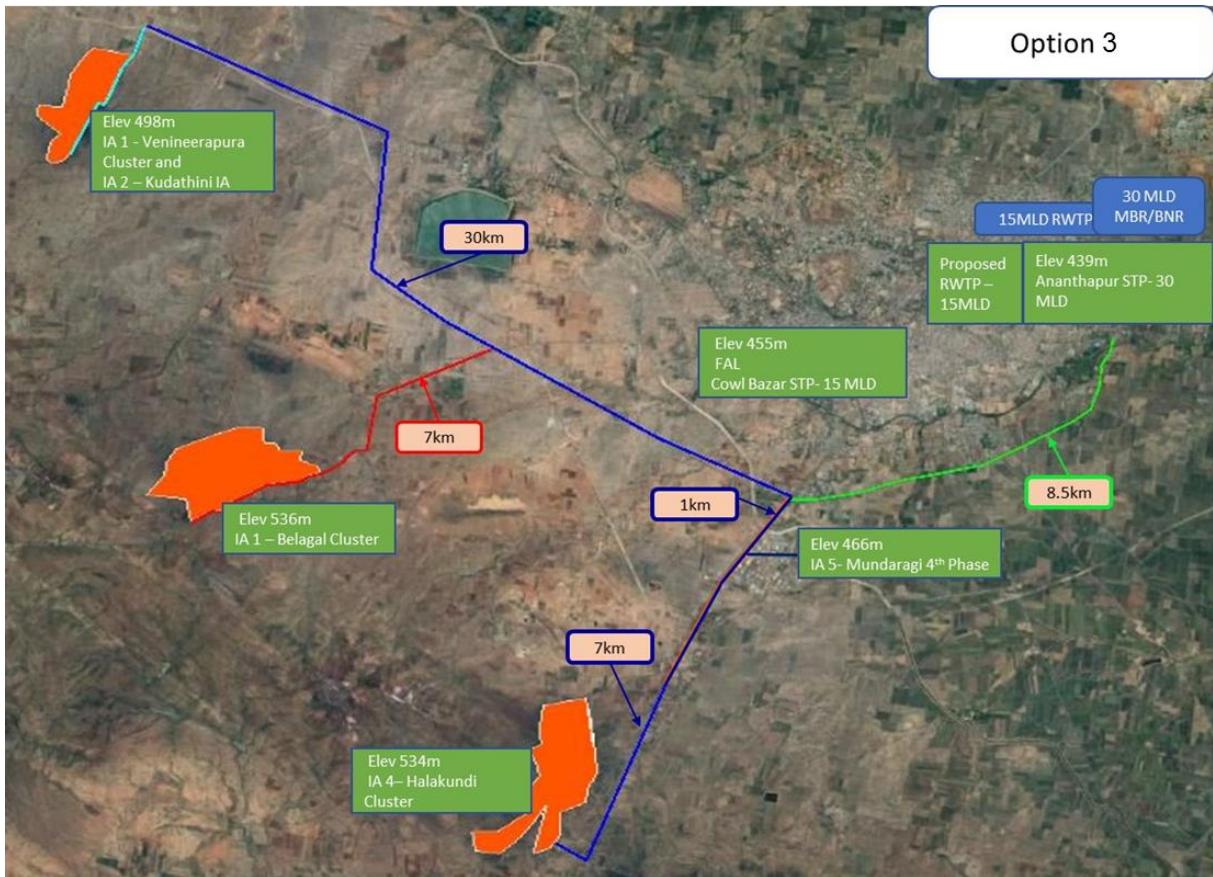 Option 3
Elev 498m
IA 1 - Venineerapura
Cluster and
IA 2 – Kudathini IA
30 MLD
MBR/BNR
15MLD RWTP
30km
Proposed
RWTP –
15MLD
Elev 439m
Ananthapur STP- 30
MLD
Elev 455m
FAL
Cowl Bazar STP- 15 MLD
7km
8.5km
1km
Elev 536m
IA 1 – Belagal Cluster
Elev 466m
IA 5- Mundaragi 4th Phase
7km
Elev 534m
IA 4– Halakundi
Cluster